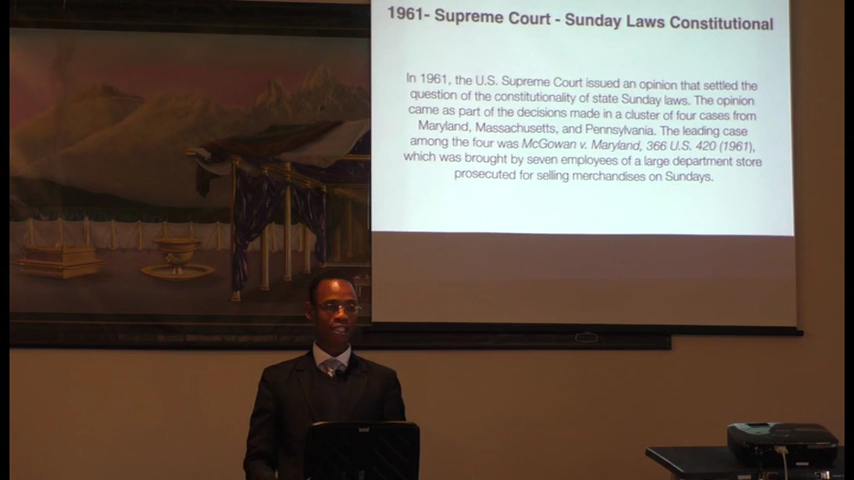 1961- Supreme Court - Sunday Laws Constitutional
In 1961, the U.S. Supreme Court issued an opinion that settled the
question of the constitutionality of state Sunday laws. The opinion
came as part of the decisions made in a cluster of four cases from
Maryland, Massachusetts, and Pennsylvania. The leading case
among the four was McGowan v. Maryland, 366 U.S. 420 (1961),
which was brought by seven employees of a large department store
prosecuted for selling merchandises on Sundays.